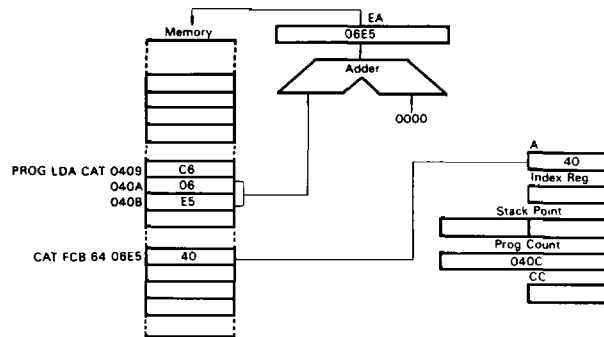 EA
Memory
06E5
Adder
0000
A
PROG LDA CAT 0409 C6
40
040A 06
Index Reg
040B E5
Stack Point
Prog Count
CAT FCB 64 06E5 40
040C
CC